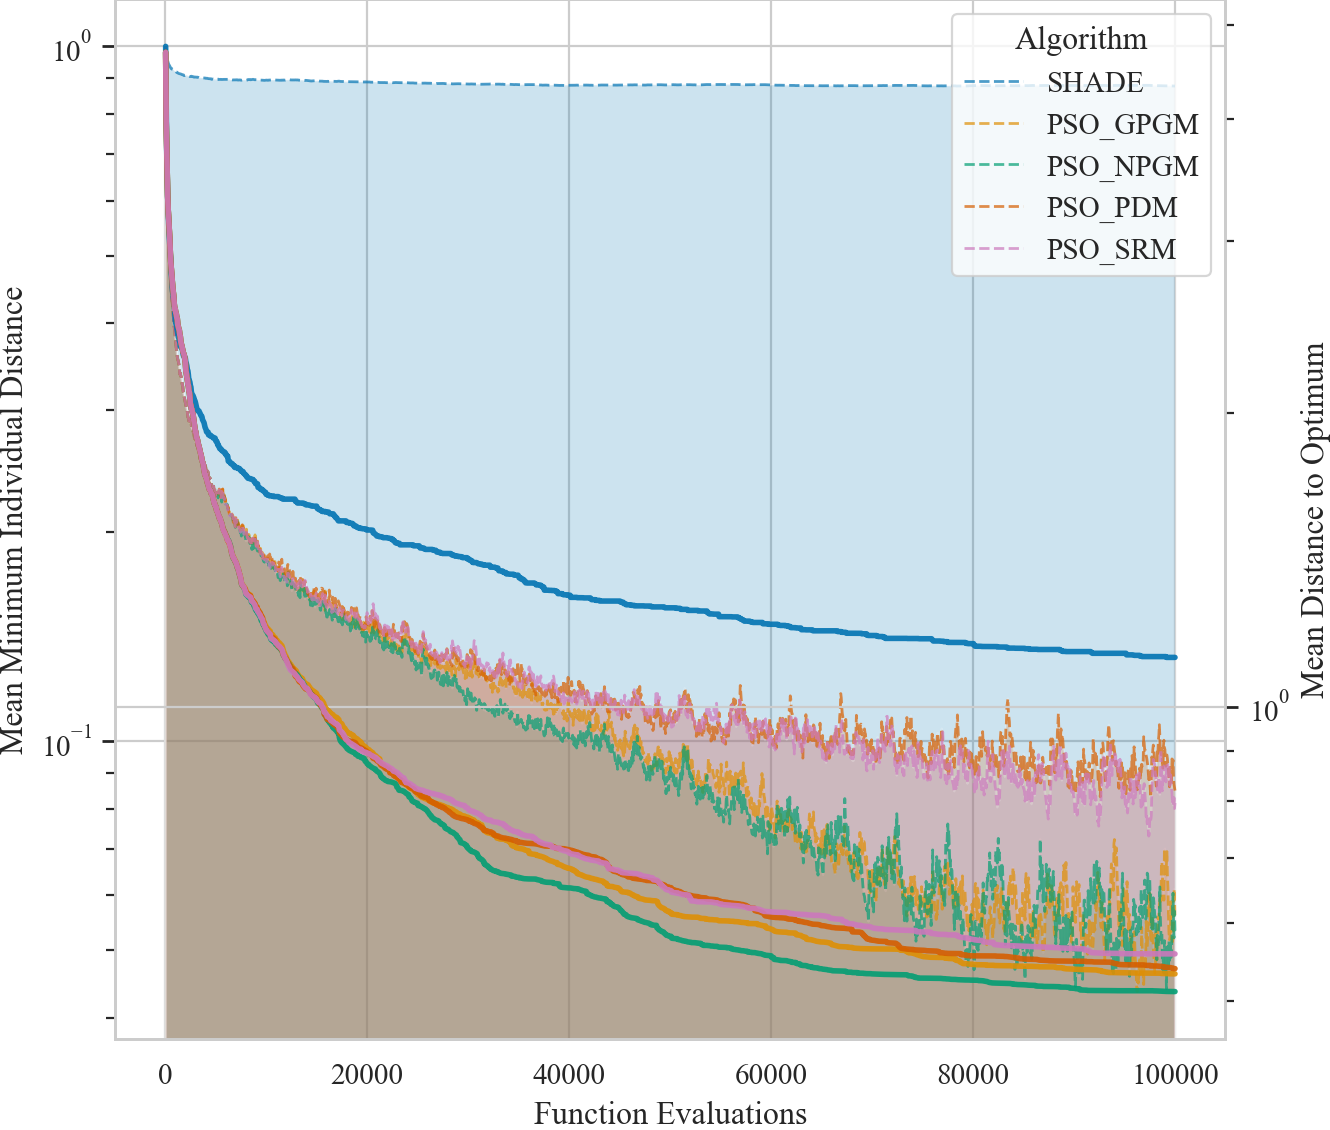 Algorithm
SHADE
PSO_GPGM
PSO_NPGM
PSO_PDM
PSO_SRM
10^0
10^{-1}
Mean Minimum Individual Distance
10^0
Mean Distance to Optimum
0 20000 40000 60000 80000 100000
Function Evaluations